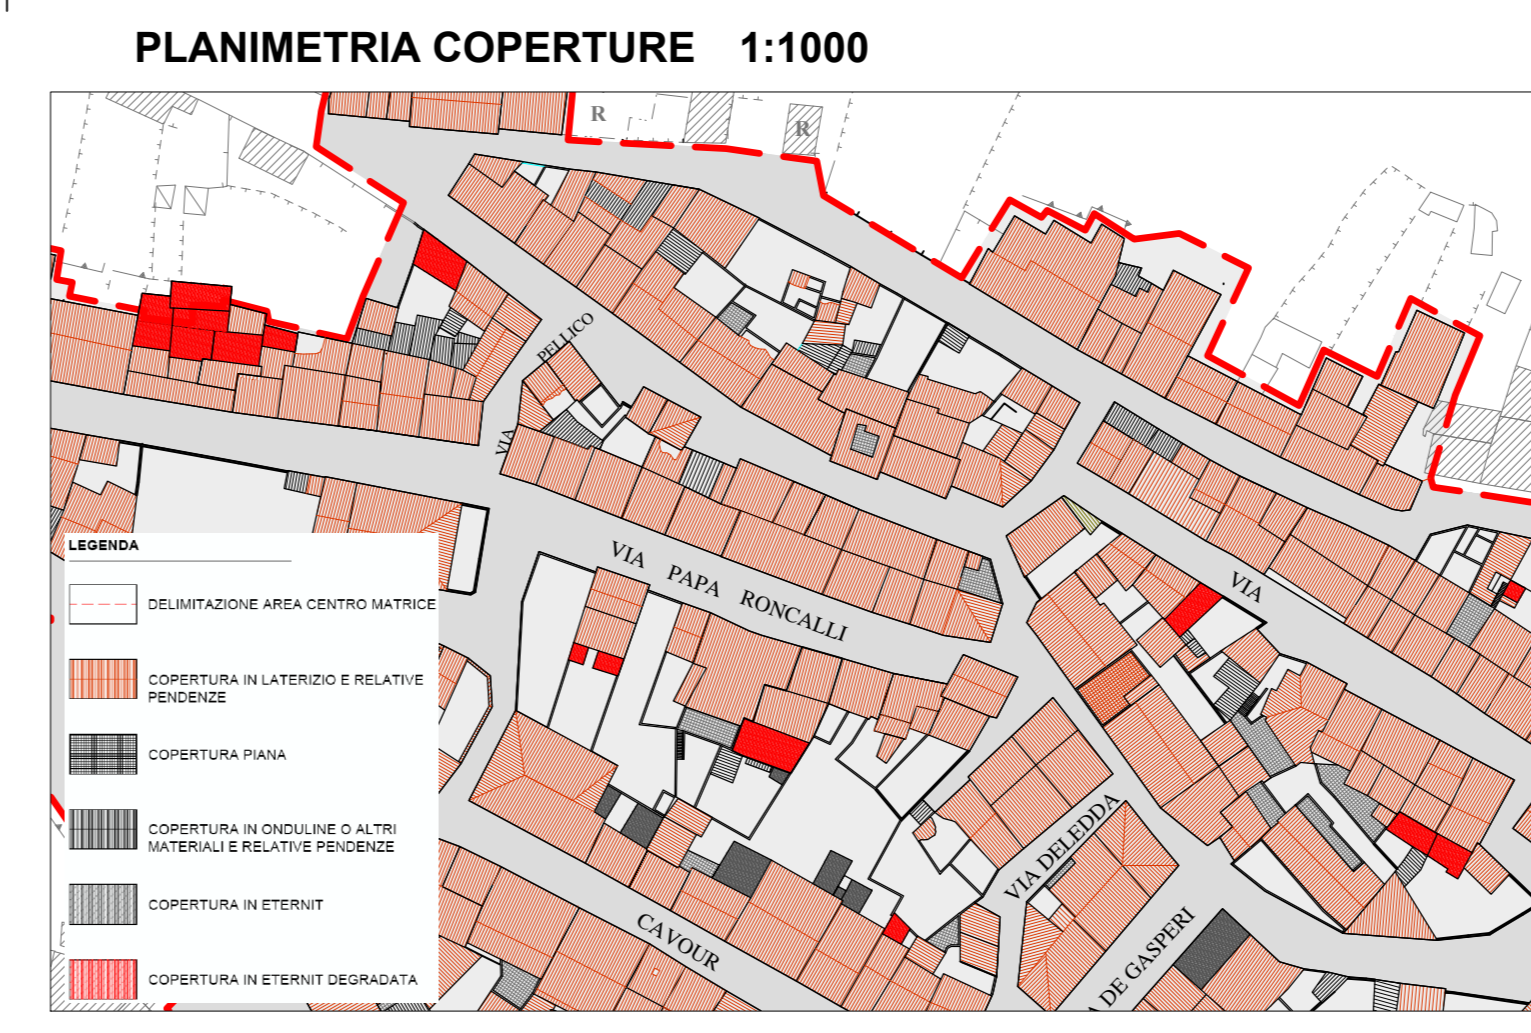 PLANIMETRIA COPERTURE 1:1000
R
R
PELLICO
VIA
VIA PAPA RONCALLI
VIA
LEGENDA
DELIMITAZIONE AREA CENTRO MATRICE
COPERTURA IN LATERIZIO E RELATIVE
PENDENZE
COPERTURA PIANA
COPERTURA IN ONDULINE O ALTRI
MATERIALI E RELATIVE PENDENZE
COPERTURA IN ETERNIT
COPERTURA IN ETERNIT DEGRADATA
VIA DELEDDA
CAVOUR
A DE GASPERI